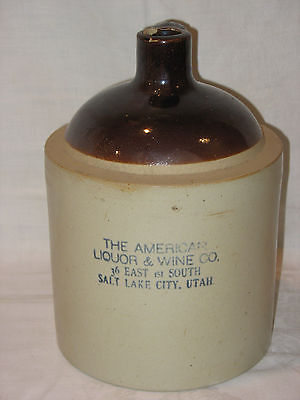 THE AMERICAN
LIQUOR & WINE CO.
36 EAST 1st SOUTH
SALT LAKE CITY, UTAH